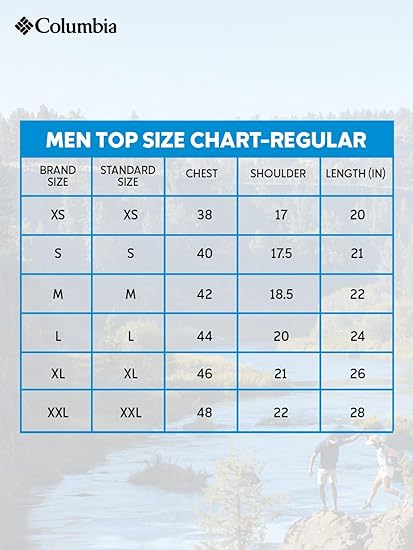 Columbia
MEN TOP SIZE CHART-REGULAR
BRAND SIZE STANDARD SIZE CHEST SHOULDER LENGTH (IN)
XS XS 38 17 20
S S 40 17.5 21
M M 42 18.5 22
L L 44 20 24
XL XL 46 21 26
XXL XXL 48 22 28